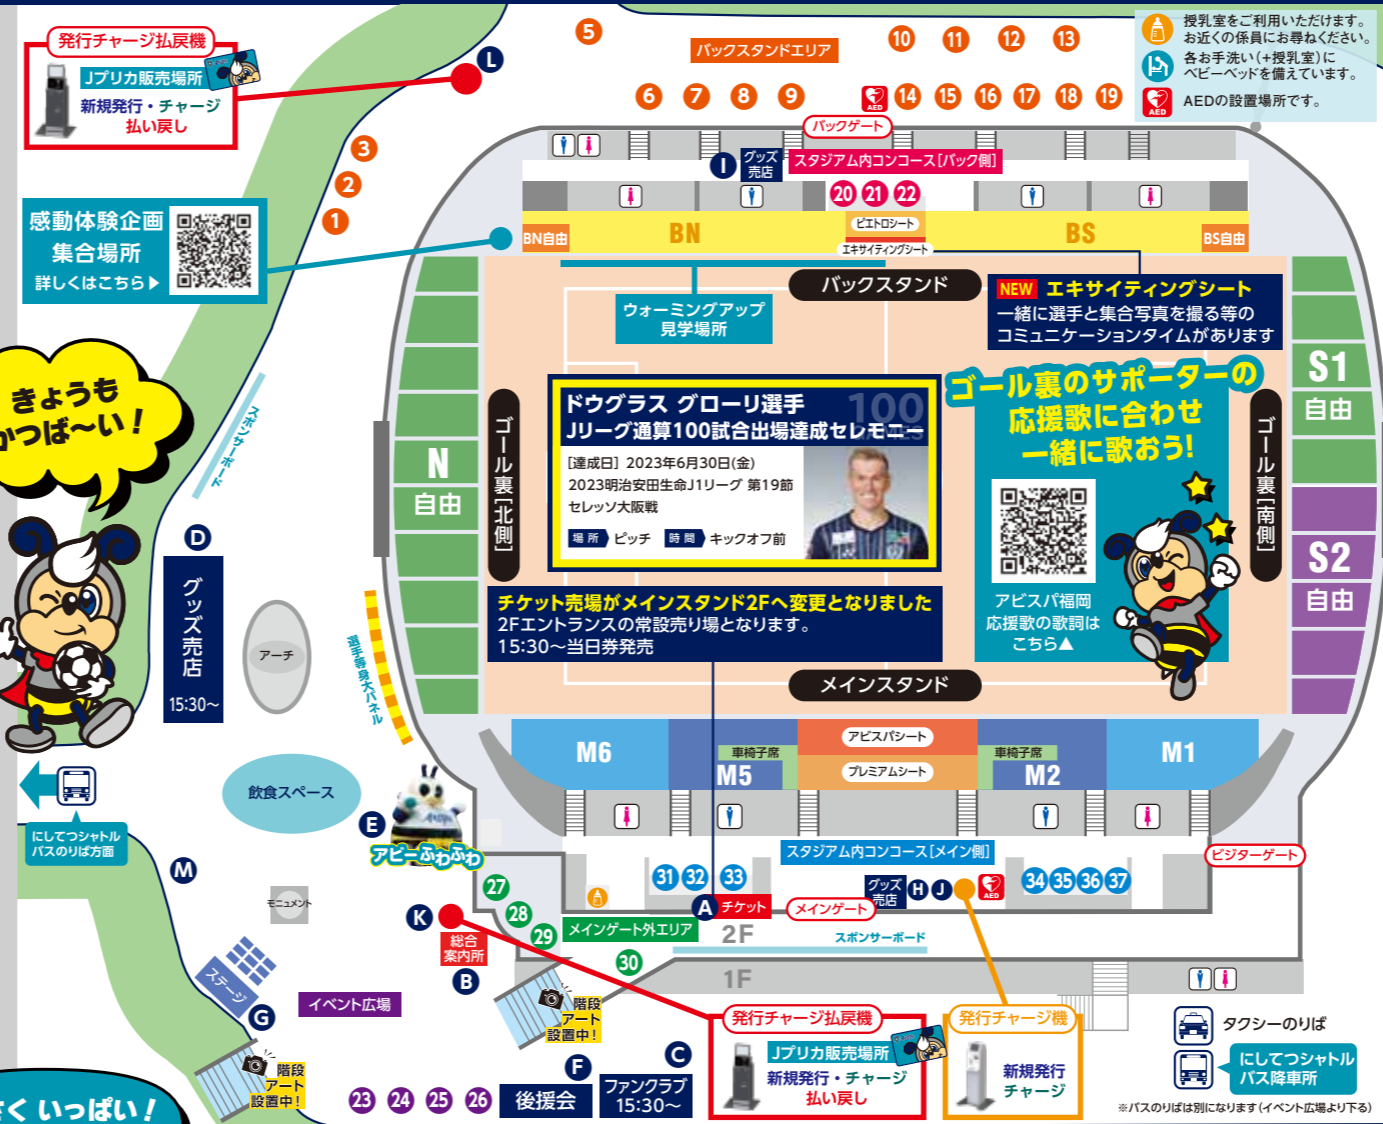 発行チャージ払戻機
Jプリカ販売場所
新規発行・チャージ
払い戻し
L
5
バックスタンドエリア
10
11
12
13
6
7
8
9
AED
14
15
16
17
18
19
授乳室をご利用いただけます。
お近くの係員にお尋ねください。
各お手洗い(+授乳室)に
ベビーベッドを備えています。
AED
AEDの設置場所です。
3
2
1
バックゲート
I
グッズ
売店
スタジアム内コンコース[バック側]
20
21
22
感動体験企画
集合場所
詳しくはこちら▶
BN自由
BN
ピエトロシート
エキサイティングシート
BS
BS自由
バックスタンド
ウォーミングアップ
見学場所
NEW エキサイティングシート
一緒に選手と集合写真を撮る等の
コミュニケーションタイムがあります
きょうも
かつば〜い!
スポンサーボード
N
自由
ゴール裏[北側]
ドウグラス グローリ選手
Jリーグ通算100試合出場達成セレモニー
100
GAMES
[達成日] 2023年6月30日(金)
2023明治安田生命J1リーグ 第19節
セレッソ大阪戦
場所 ピッチ 時間 キックオフ前
ゴール裏のサポーターの
応援歌に合わせ
一緒に歌おう!
アビスパ福岡
応援歌の歌詞は
こちら▲
ゴール裏[南側]
S1
自由
S2
自由
チケット売場がメインスタンド2Fへ変更となりました
2Fエントランスの常設売り場となります。
15:30〜当日券発売
メインスタンド
D
グッズ売店
15:30〜
アーチ
選手等身大パネル
M6
M5
車椅子席
アビスパシート
プレミアムシート
車椅子席
M2
M1
飲食スペース
にしてつシャトル
バスのりば方面
E
アビーふわふわ
M
モニュメント
スタジアム内コンコース[メイン側]
ビジターゲート
31
32
33
グッズ
売店
H
J
AED
34
35
36
37
27
28
29
30
A
チケット
メインゲート
メインゲート外エリア
K
総合
案内所
B
2F
スポンサーボード
1F
ステージ
G
イベント広場
階段
アート
設置中!
階段
アート
設置中!
23
24
25
26
F
後援会
C
ファンクラブ
15:30〜
発行チャージ払戻機
Jプリカ販売場所
新規発行・チャージ
払い戻し
発行チャージ機
新規発行
チャージ
タクシーのりば
にしてつシャトル
バス降車所
※バスのりばは別になります(イベント広場より下る)
く いっぱい!